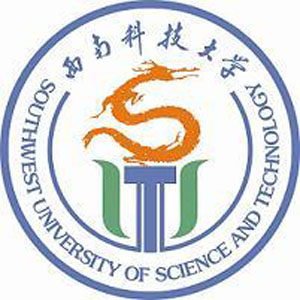 西南科技大学
SOUTHWEST UNIVERSITY OF SCIENCE AND TECHNOLOGY